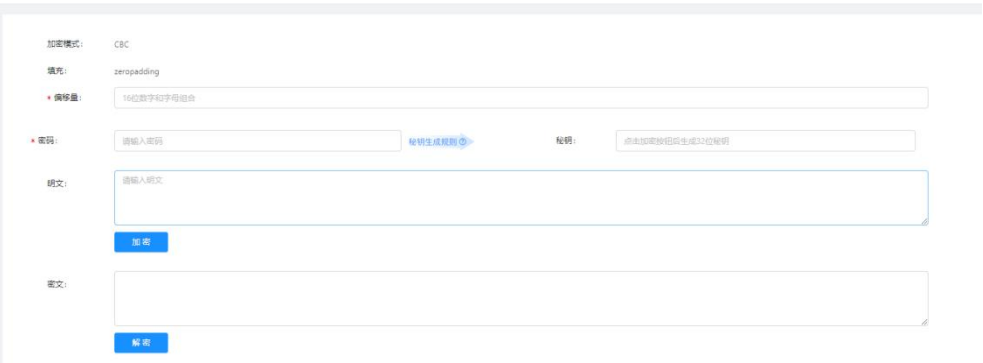 加密模式： CBC
填充： zeropadding
* 偏移量： 16位数字和字母组合
* 密码： 请输入密码 秘钥生成规则 秘钥： 点击加密按钮后生成32位秘钥
明文： 请输入明文
加密
密文：
解密